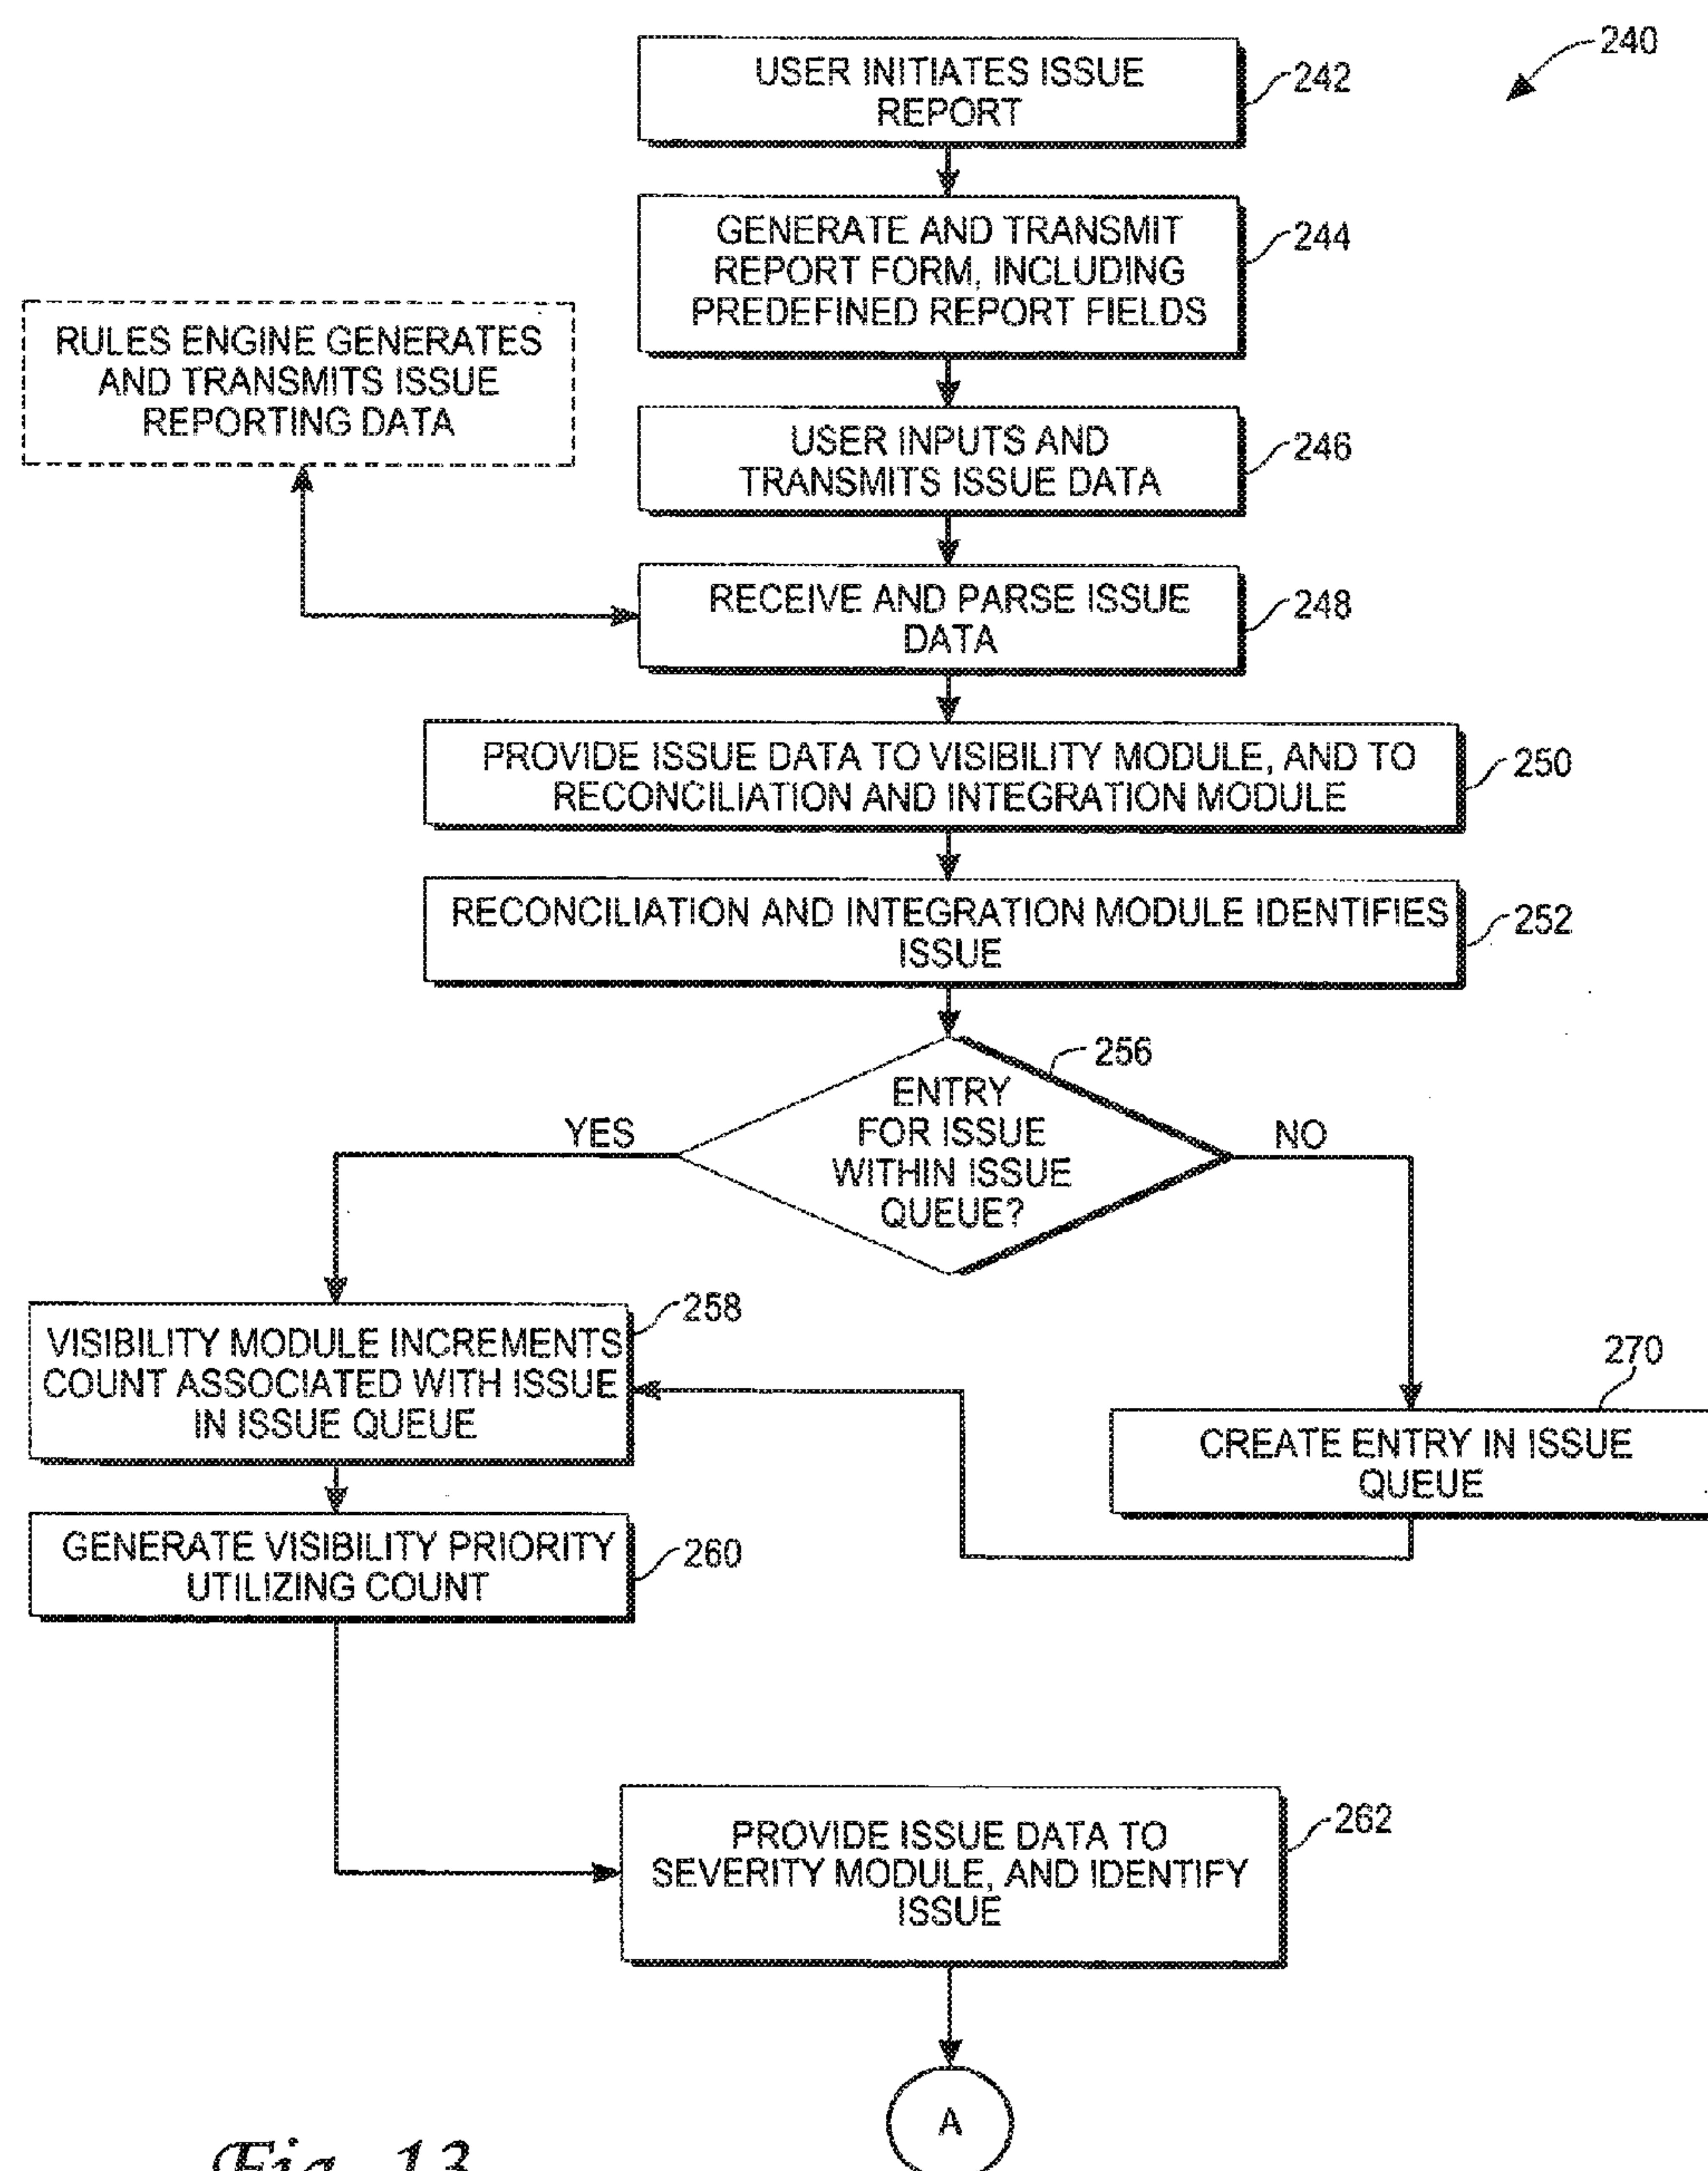 240
USER INITIATES ISSUE
REPORT
242
GENERATE AND TRANSMIT
REPORT FORM, INCLUDING
PREDEFINED REPORT FIELDS
244
RULES ENGINE GENERATES
AND TRANSMITS ISSUE
REPORTING DATA
USER INPUTS AND
TRANSMITS ISSUE DATA
246
RECEIVE AND PARSE ISSUE
DATA
248
PROVIDE ISSUE DATA TO VISIBILITY MODULE, AND TO
RECONCILIATION AND INTEGRATION MODULE
250
RECONCILIATION AND INTEGRATION MODULE IDENTIFIES
ISSUE
252
256
ENTRY
FOR ISSUE
WITHIN ISSUE
QUEUE?
YES
NO
258
VISIBILITY MODULE INCREMENTS
COUNT ASSOCIATED WITH ISSUE
IN ISSUE QUEUE
270
CREATE ENTRY IN ISSUE
QUEUE
GENERATE VISIBILITY PRIORITY
UTILIZING COUNT
260
PROVIDE ISSUE DATA TO
SEVERITY MODULE, AND IDENTIFY
ISSUE
262
A
Fig. 13